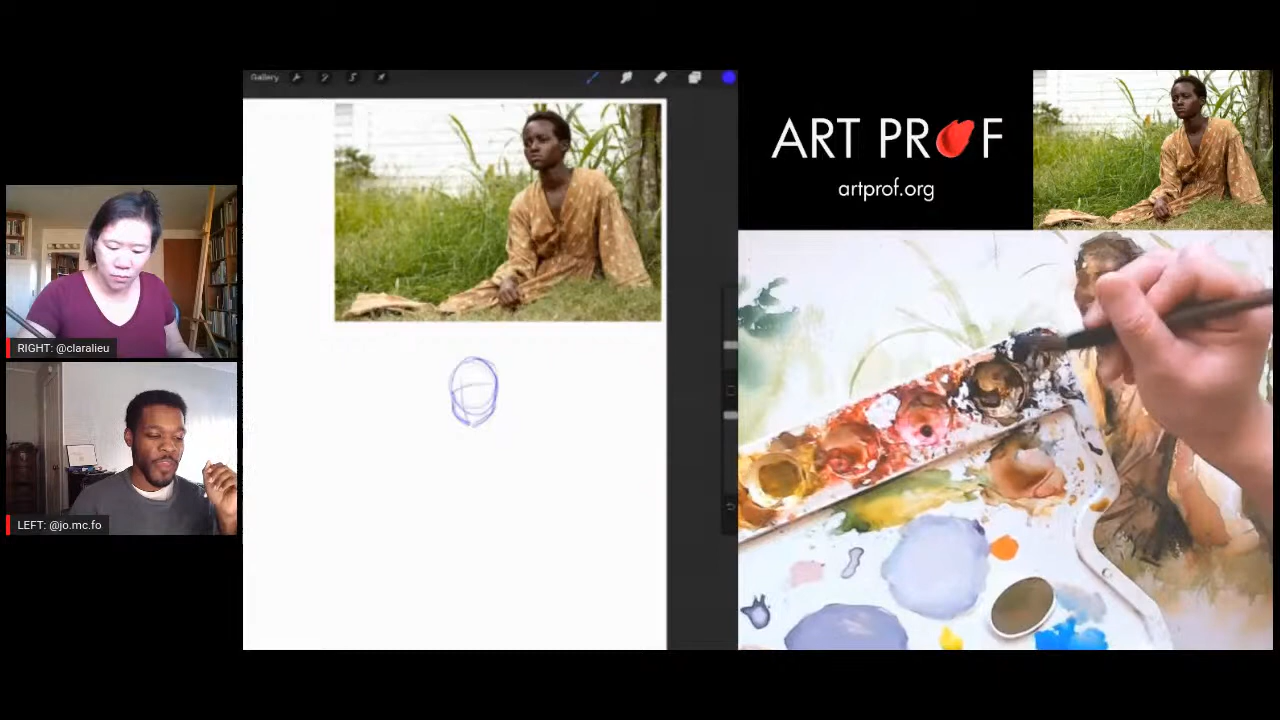 Gallery
ART PROF
artprof.org
RIGHT: @claralieu
LEFT: @jo.mc.fo